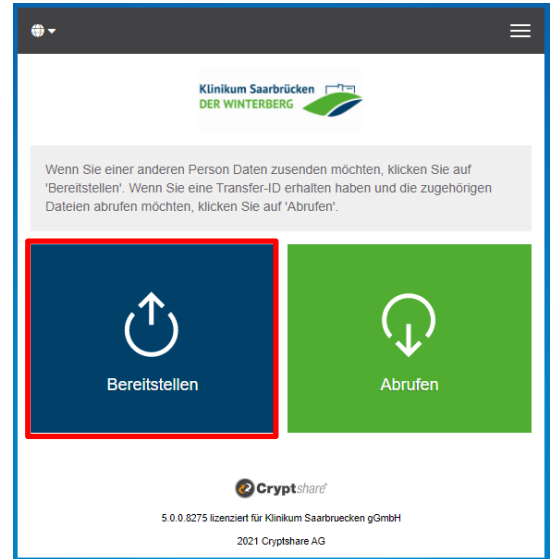 Klinikum Saarbrücken
DER WINTERBERG
Wenn Sie einer anderen Person Daten zusenden möchten, klicken Sie auf
'Bereitstellen'. Wenn Sie eine Transfer-ID erhalten haben und die zugehörigen
Dateien abrufen möchten, klicken Sie auf 'Abrufen'.
Bereitstellen
Abrufen
Cryptshare
5.0.0.8275 lizenziert für Klinikum Saarbruecken gGmbH
2021 Cryptshare AG